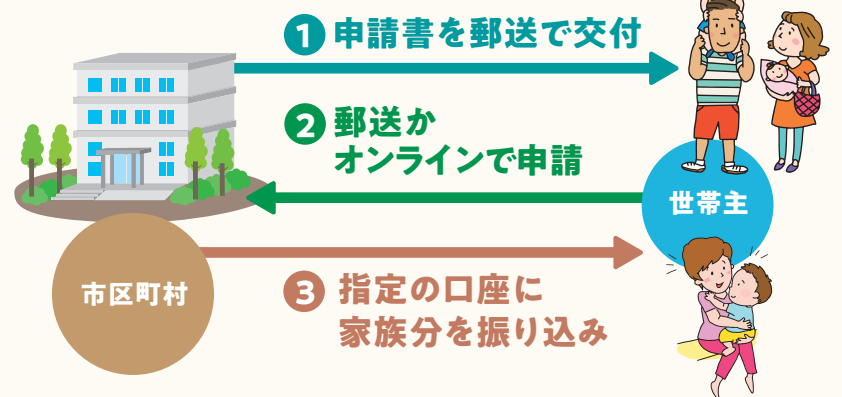 1 申請書を郵送で交付
2 郵送か
オンラインで申請
世帯主
市区町村
3 指定の口座に
家族分を振り込み